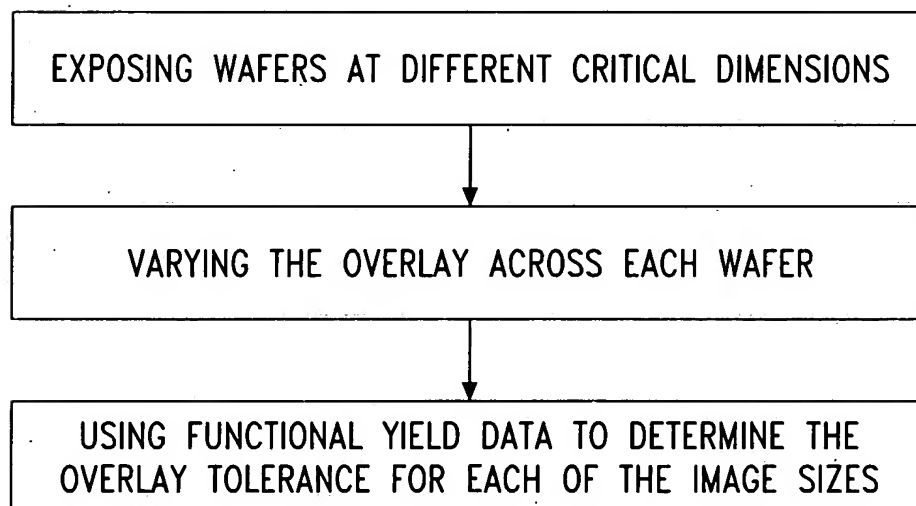 EXPOSING WAFERS AT DIFFERENT CRITICAL DIMENSIONS
VARYING THE OVERLAY ACROSS EACH WAFER
USING FUNCTIONAL YIELD DATA TO DETERMINE THE
OVERLAY TOLERANCE FOR EACH OF THE IMAGE SIZES